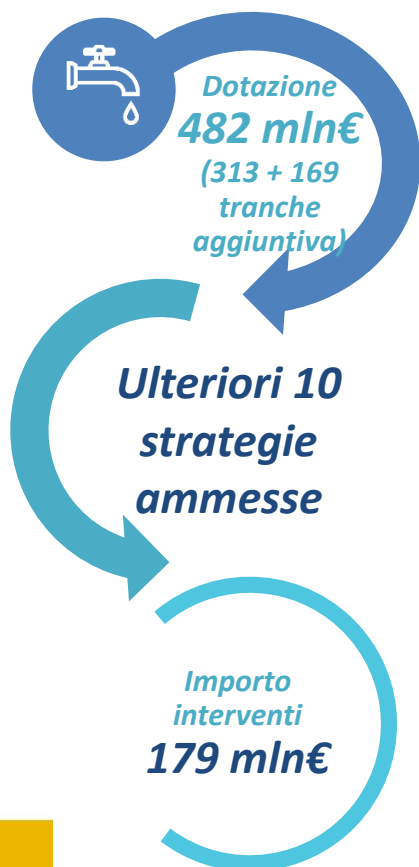 Dotazione
482 mln€
(313 + 169
tranche
aggiuntiva)
Ulteriori 10
strategie
ammesse
Importo
interventi
179 mln€